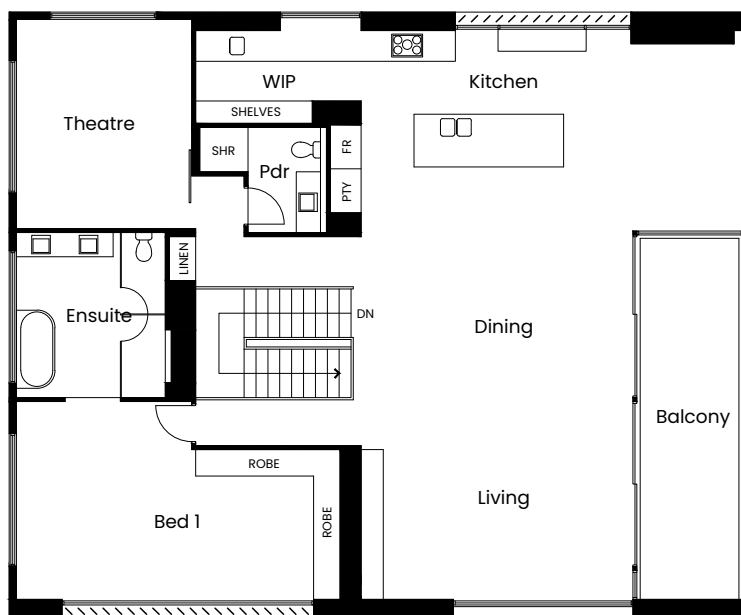 WIP
Kitchen
SHELVES
Theatre
SHR
Pdr
FR
PTY
LINEN
Ensuite
DN
Dining
Balcony
ROBE
Living
Bed 1
ROBE